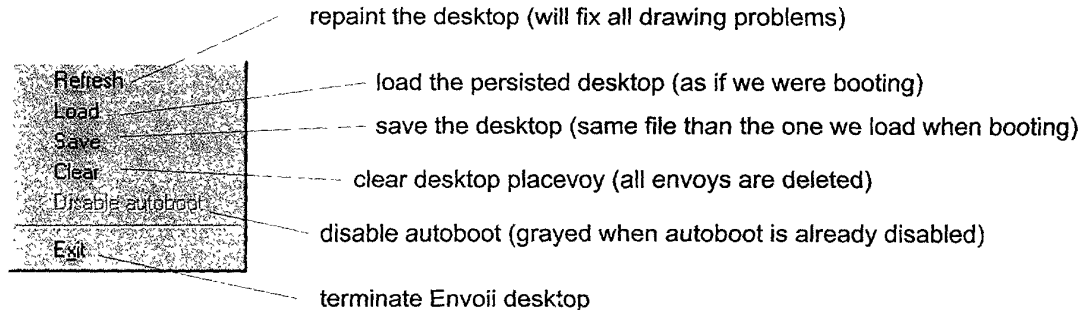 repaint the desktop (will fix all drawing problems)
Refresh
load the persisted desktop (as if we were booting)
Load
save the desktop (same file than the one we load when booting)
Save
Clear
clear desktop placevoy (all envoys are deleted)
Disable autoboot
disable autoboot (grayed when autoboot is already disabled)
Exit
terminate Envoii desktop